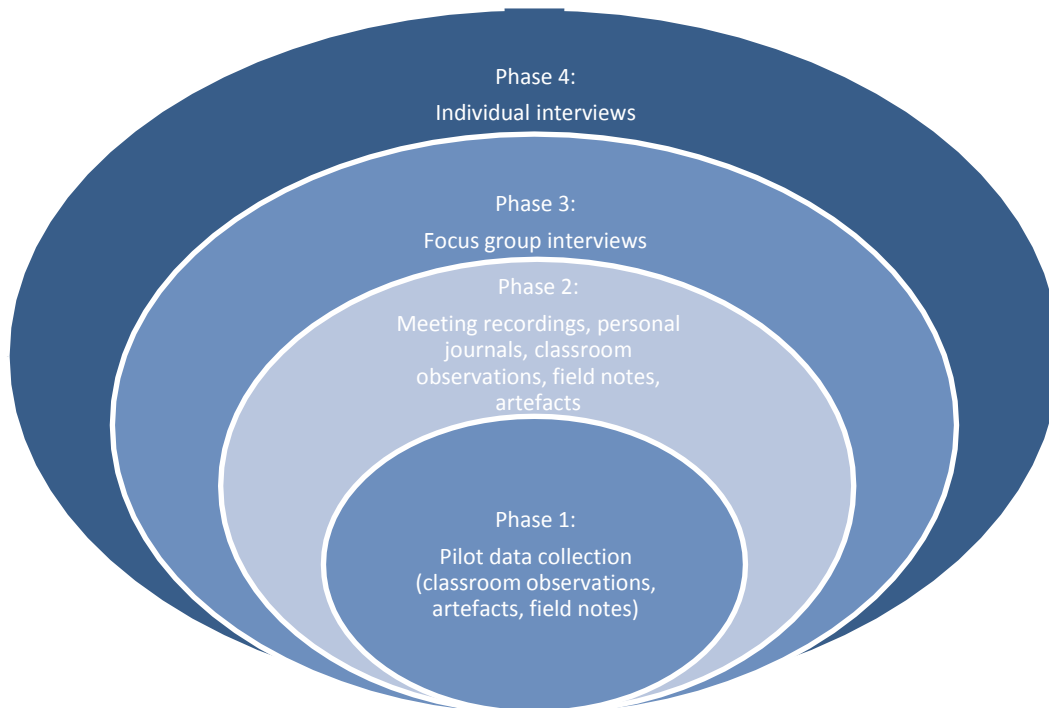 Phase 4:
Individual interviews
Phase 3:
Focus group interviews
Phase 2:
Meeting recordings, personal
journals, classroom
observations, field notes,
artefacts
Phase 1:
Pilot data collection
(classroom observations,
artefacts, field notes)